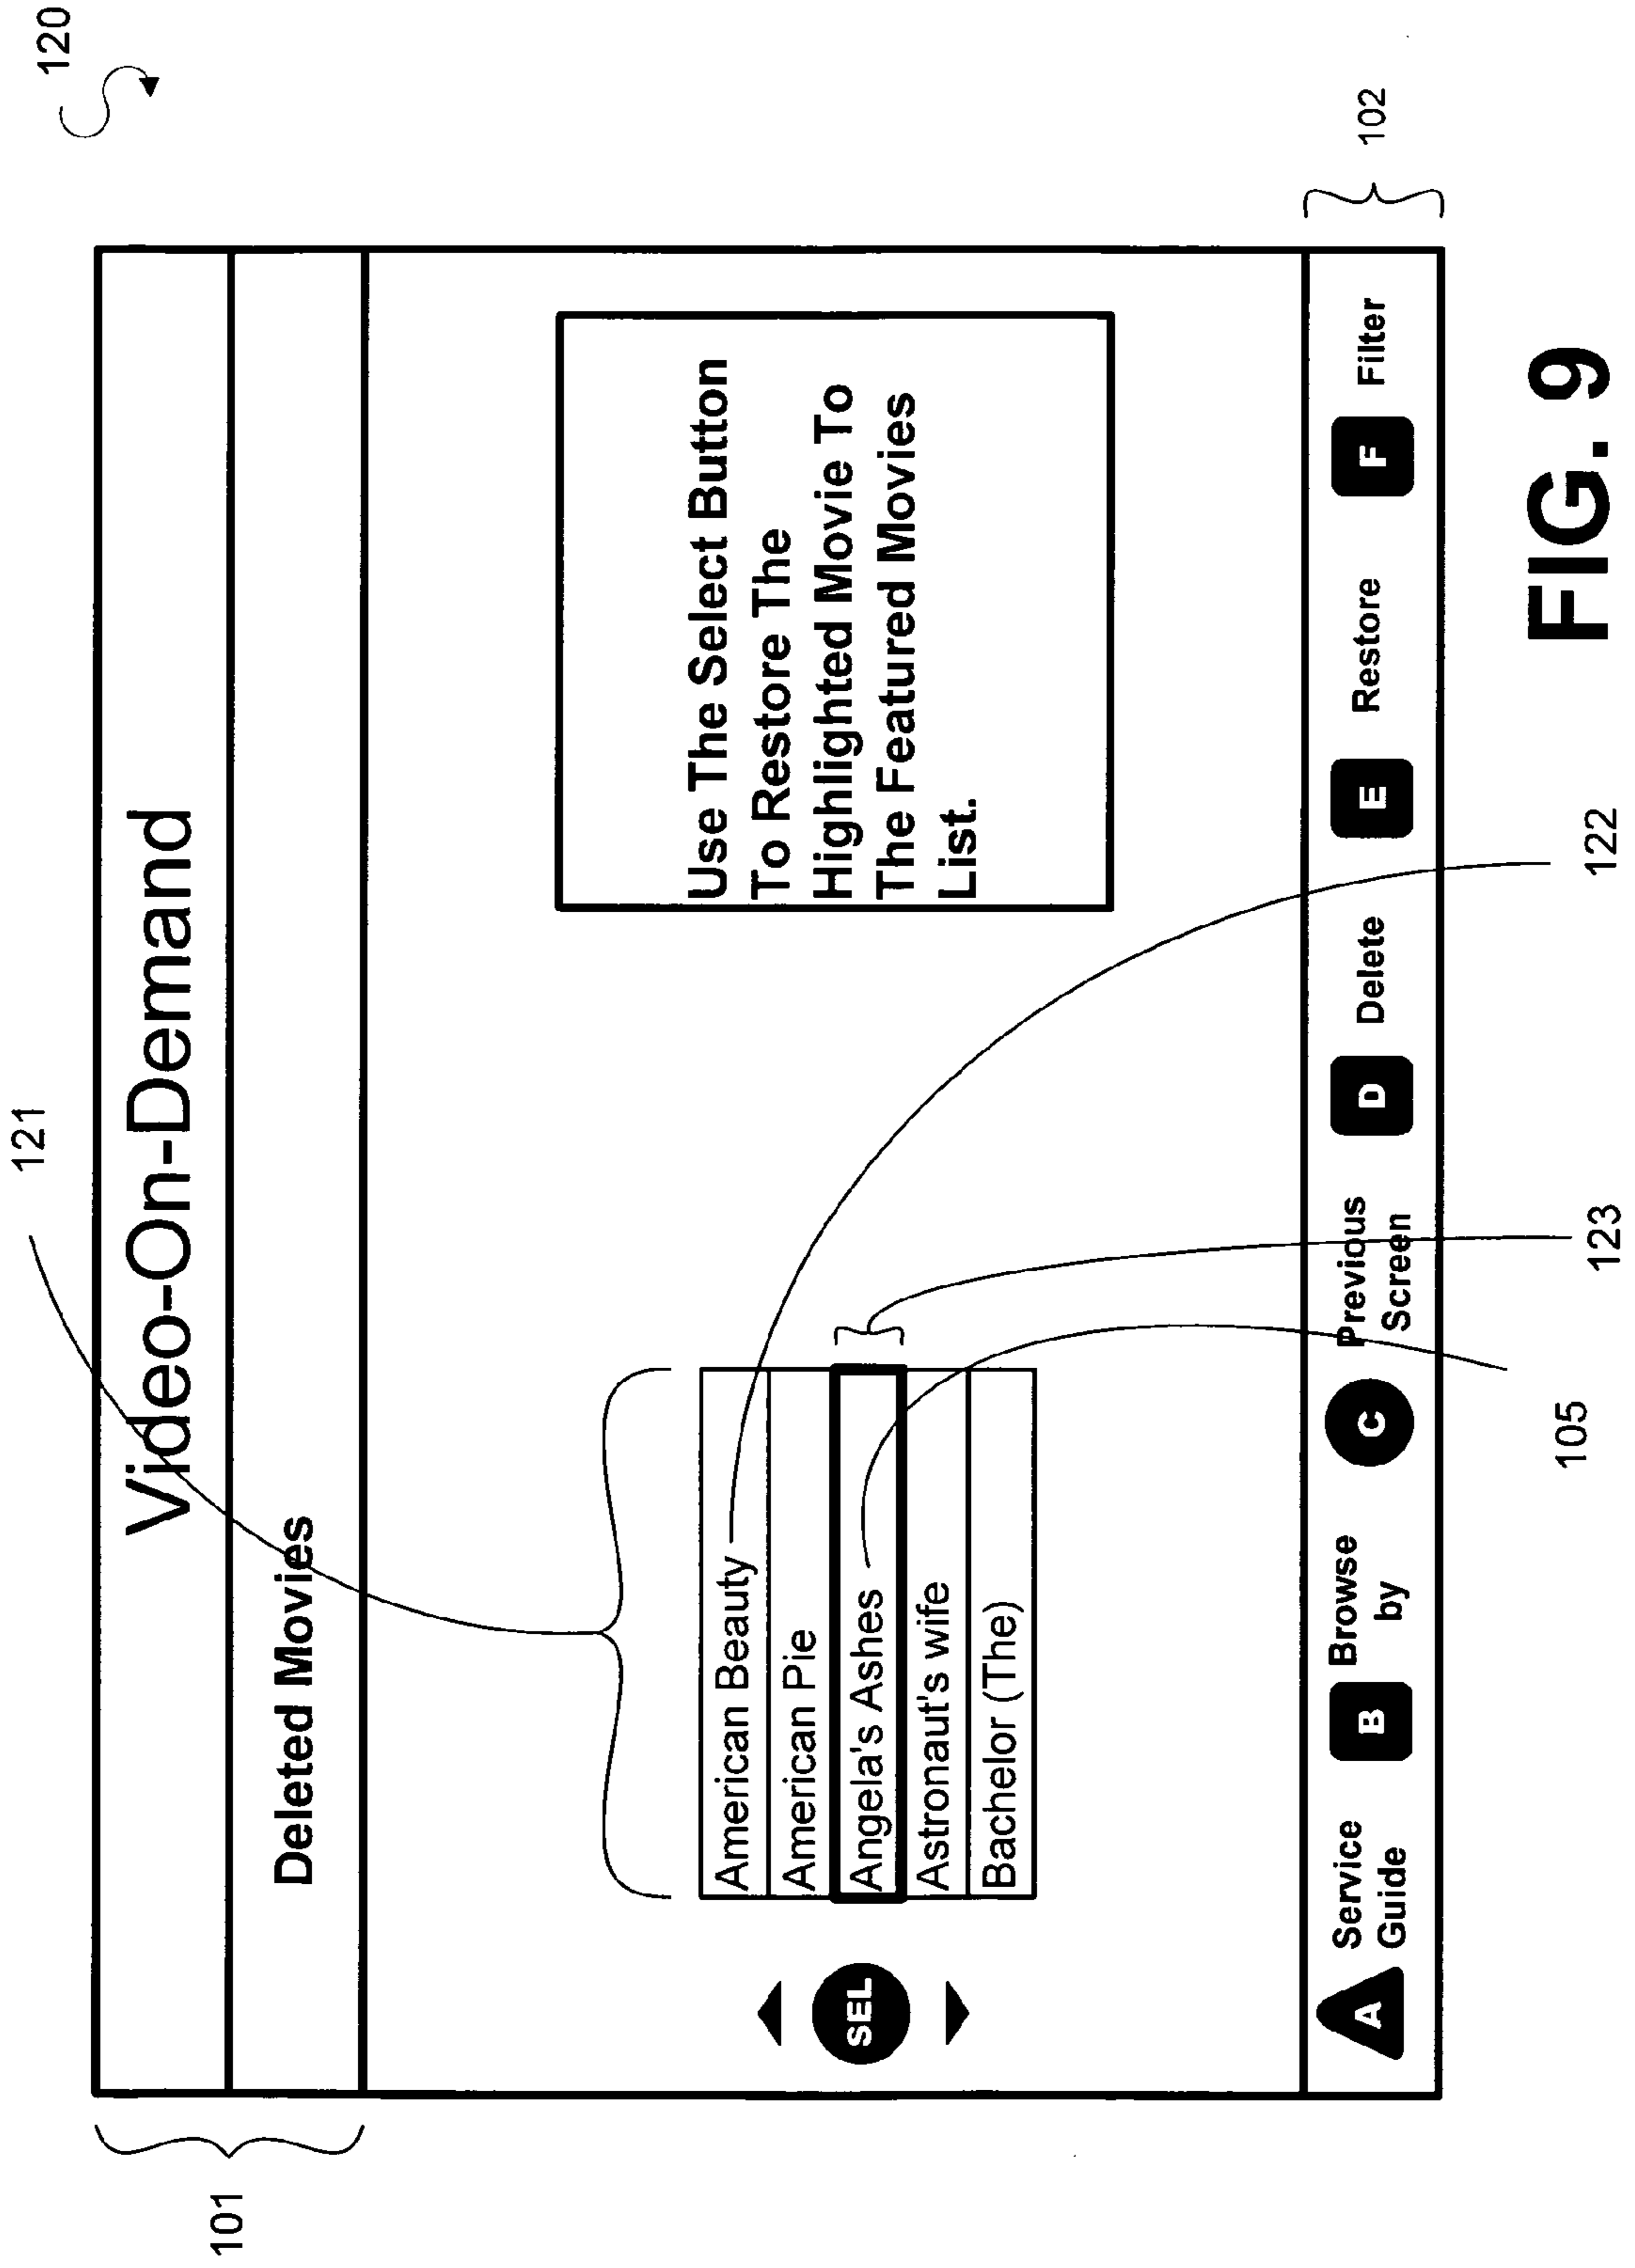 120
121
101
Video-On-Demand
Deleted Movies
American Beauty
American Pie
SEL
Angela's Ashes
Astronaut's wife
Bachelor (The)
Use The Select Button
To Restore The
Highlighted Movie To
The Featured Movies
List.
102
A Service
Guide
B Browse
by
C Previous
Screen
D Delete
E Restore
F Filter
105
123
122
FIG. 9